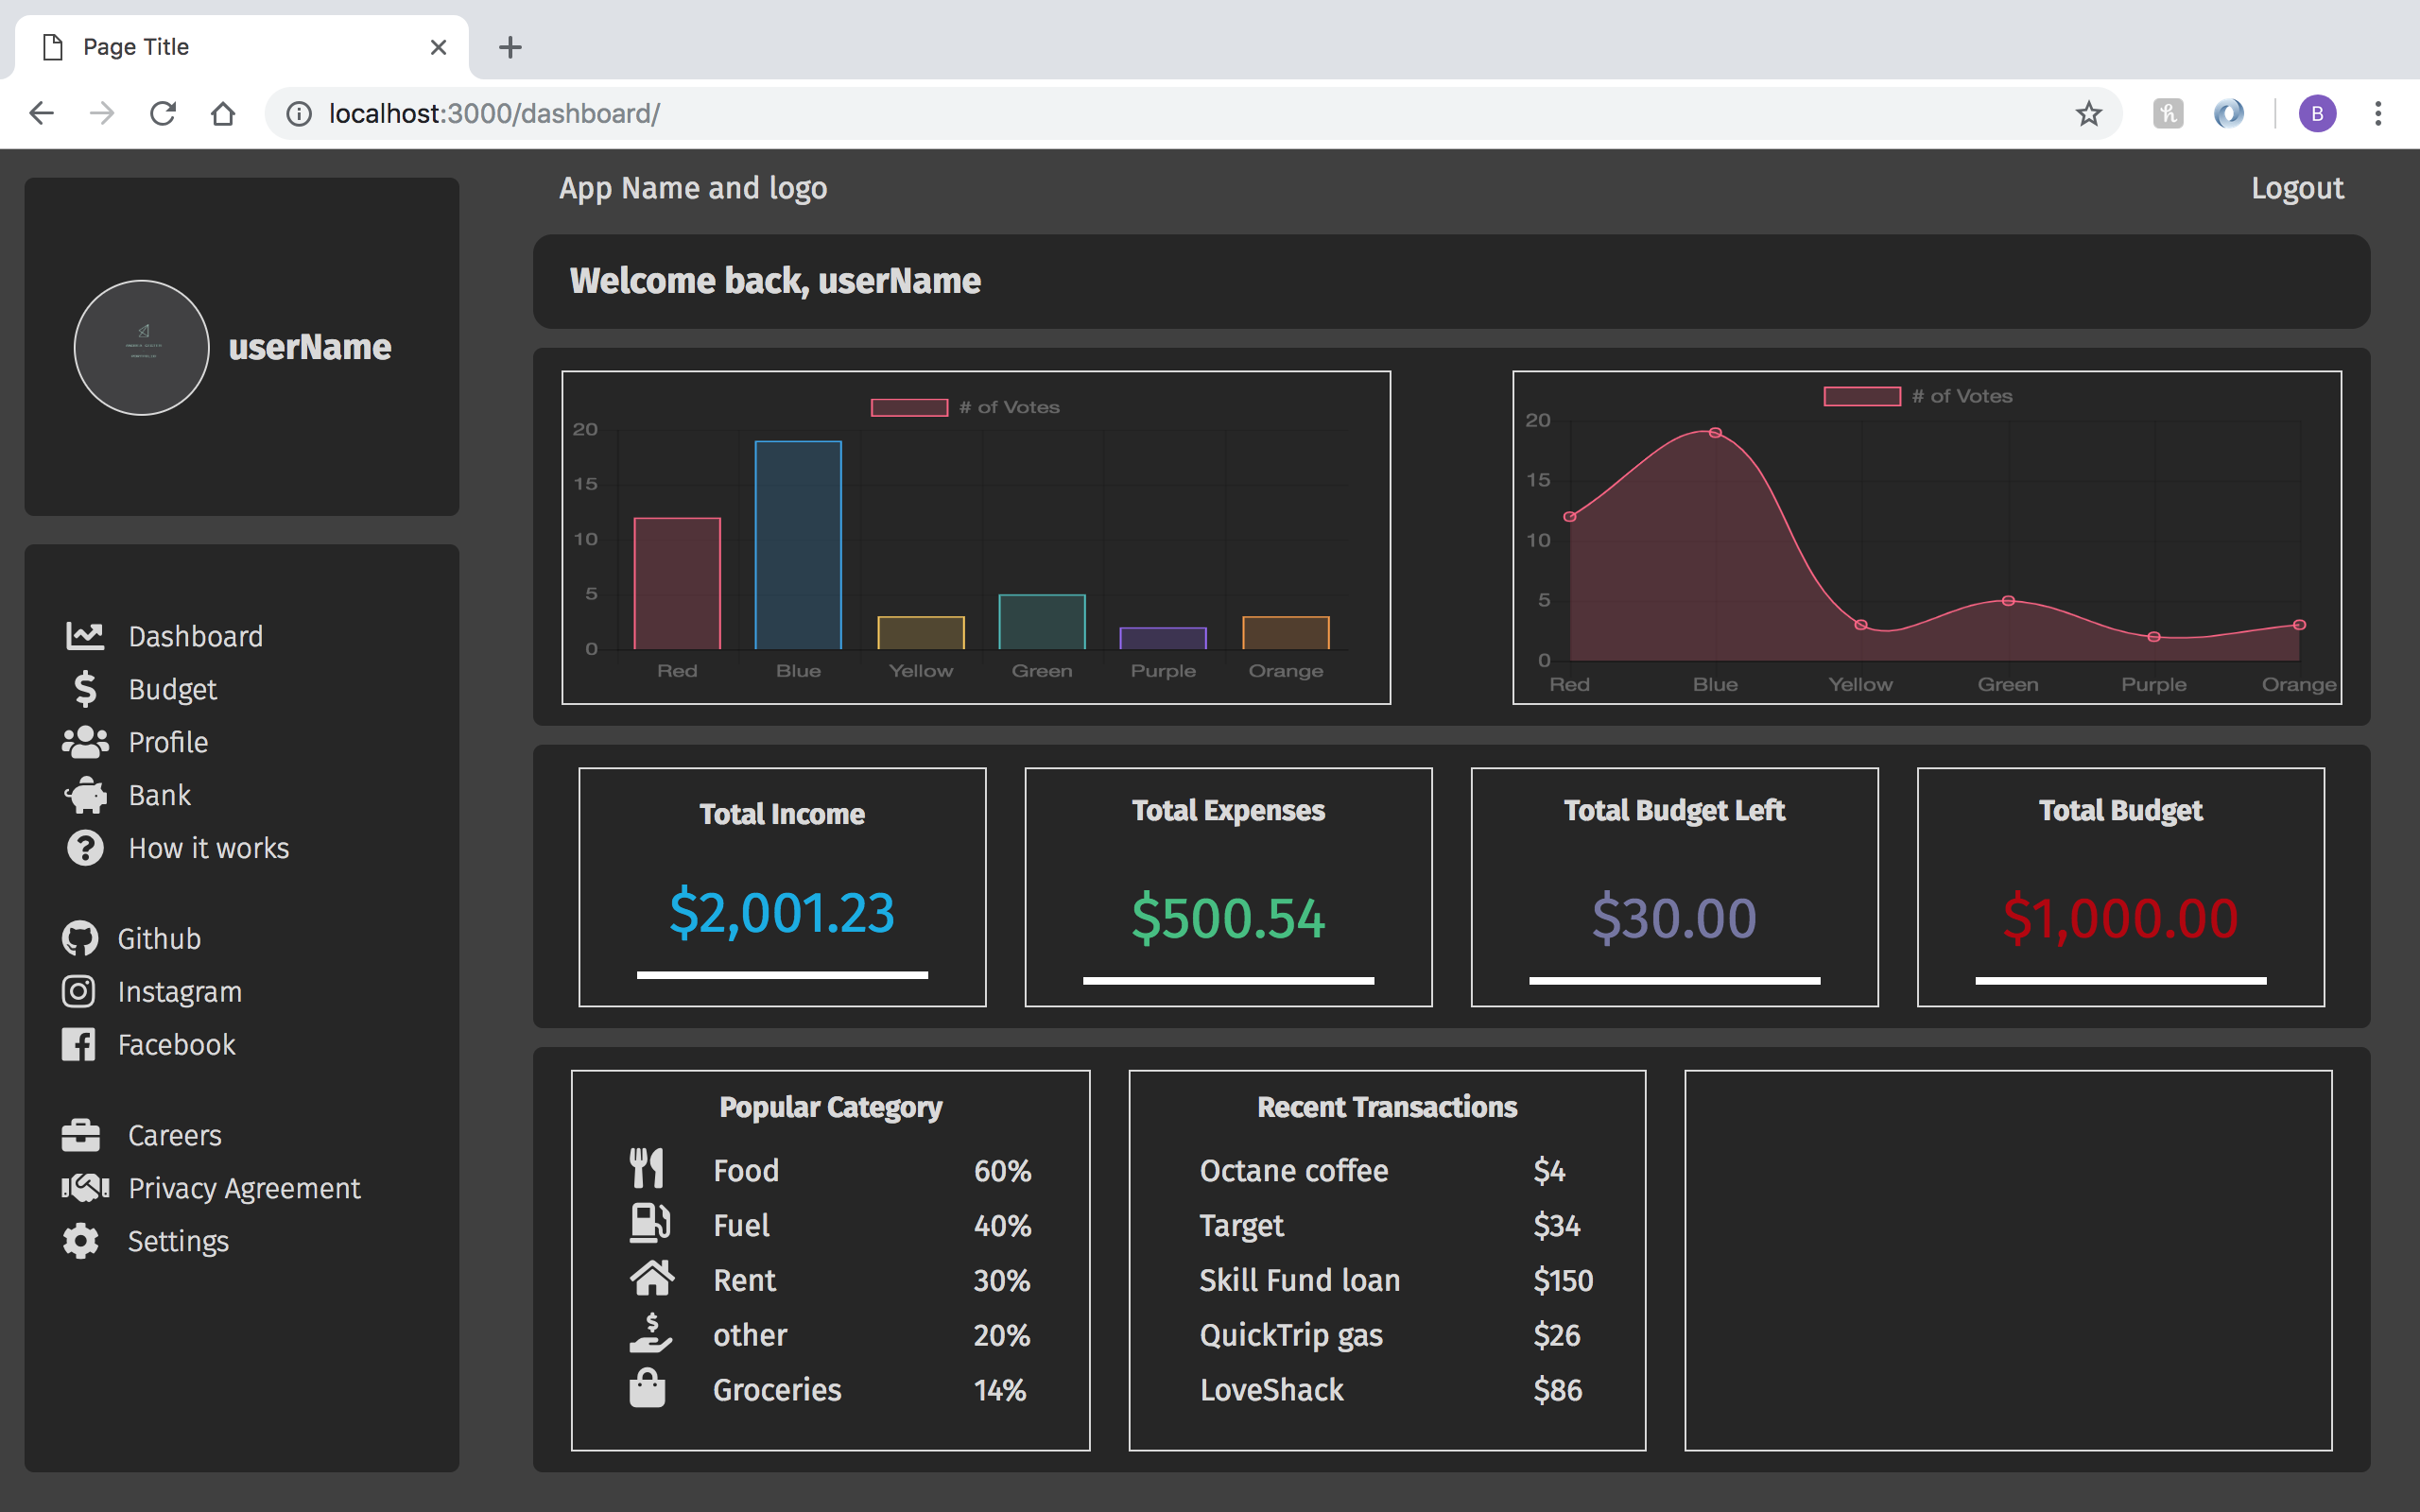 Page Title
localhost:3000/dashboard/
B
App Name and logo
Logout
userName
Welcome back, userName
# of Votes
20
15
10
5
0
Red Blue Yellow Green Purple Orange
# of Votes
20
15
10
5
0
Red Blue Yellow Green Purple Orange
Dashboard
Budget
Profile
Bank
How it works
Github
Instagram
Facebook
Careers
Privacy Agreement
Settings
Total Income
$2,001.23
Total Expenses
$500.54
Total Budget Left
$30.00
Total Budget
$1,000.00
Popular Category
Food 60%
Fuel 40%
Rent 30%
other 20%
Groceries 14%
Recent Transactions
Octane coffee $4
Target $34
Skill Fund loan $150
QuickTrip gas $26
LoveShack $86